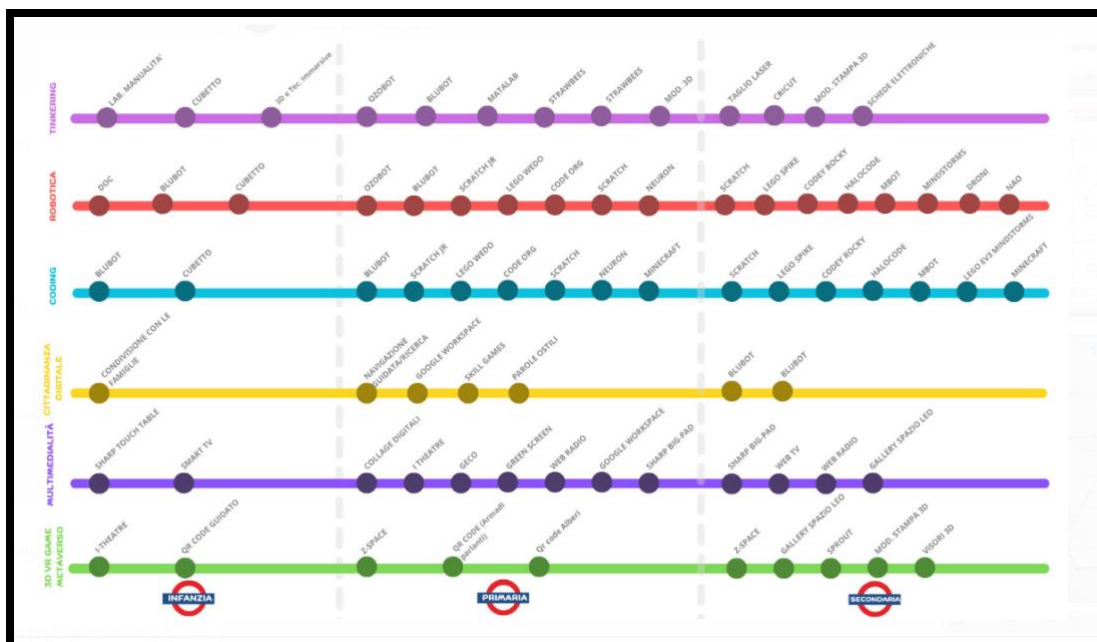 TINKERING
LAB. MANUALITA'
CUBETTO
3D e Tec. immersive
OZOBOT
BLUBOT
MATALAB
STRAWBEES
STRAWBEES
MOD. 3D
TAGLIO LASER
CRICUT
MOD. STAMPA 3D
SCHEDE ELETTRONICHE
ROBOTICA
DOC
BLUBOT
CUBETTO
OZOBOT
BLUBOT
SCRATCH JR
LEGO WEDO
CODE ORG
SCRATCH
NEURON
SCRATCH
LEGO SPIKE
CODEY ROCKY
HALOCODE
MBOT
MINDSTORMS
DRONI
NAO
CODING
BLUBOT
CUBETTO
BLUBOT
SCRATCH JR
LEGO WEDO
CODE ORG
SCRATCH
NEURON
MINECRAFT
SCRATCH
LEGO SPIKE
CODEY ROCKY
HALOCODE
MBOT
LEGO EV3 MINDSTORMS
MINECRAFT
CITTADINANZA
DIGITALE
CONDIVISIONE CON LE
FAMIGLIE
NAVIGAZIONE
GUIDATA/RICERCA
GOOGLE WORKSPACE
SKILL GAMES
PAROLE OSTILI
BLUBOT
BLUBOT
MULTIMEDIALITÀ
SHARP TOUCH TABLE
SMART TV
COLLAGE DIGITALI
I THEATRE
GECO
GREEN SCREEN
WEB RADIO
GOOGLE WORKSPACE
SHARP BIG-PAD
SHARP BIG-PAD
WEB TV
WEB RADIO
GALLERY SPAZIO LEO
3D VR GAME
METAVERSO
I-THEATRE
QR CODE GUIDATO
Z-SPACE
QR CODE (Armadi
parlanti)
Qr code Alberi
Z-SPACE
GALLERY SPAZIO LEO
SPROUT
MOD. STAMPA 3D
VISORI 3D
INFANZIA
PRIMARIA
SECONDARIA